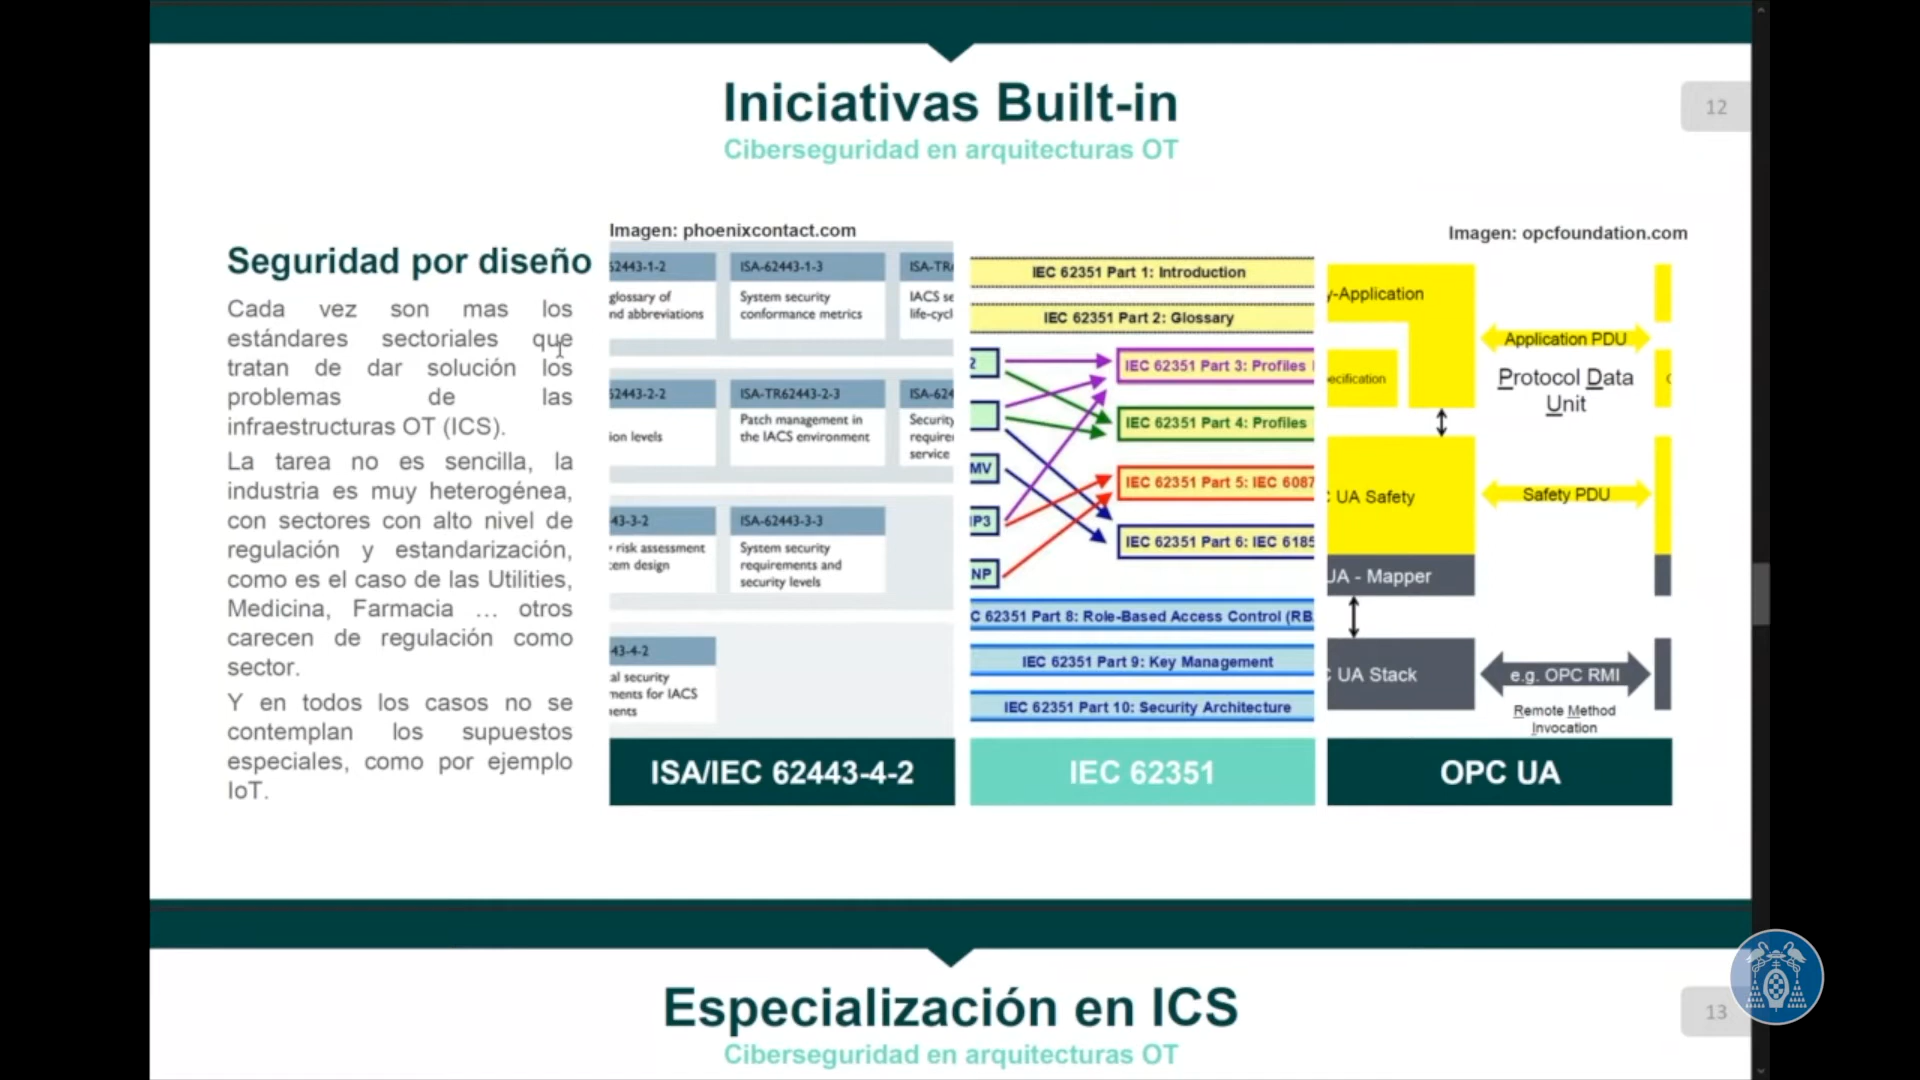 Iniciativas Built-in
12
Ciberseguridad en arquitecturas OT
Seguridad por diseño
Cada vez son mas los
estándares sectoriales que
tratan de dar solución los
problemas de las
infraestructuras OT (ICS).
La tarea no es sencilla, la
industria es muy heterogénea,
con sectores con alto nivel de
regulación y estandarización,
como es el caso de las Utilities,
Medicina, Farmacia … otros
carecen de regulación como
sector.
Y en todos los casos no se
contemplan los supuestos
especiales, como por ejemplo
IoT.
Imagen: phoenixcontact.com
62443-1-2
glossary of
nd abbreviations
ISA-62443-1-3
System security
conformance metrics
ISA-TR
IACS se
life-cycl
62443-2-2
ion levels
ISA-TR62443-2-3
Patch management in
the IACS environment
ISA-624
Security
require
service
43-3-2
risk assessment
em design
ISA-62443-3-3
System security
requirements and
security levels
43-4-2
al security
ments for IACS
nents
ISA/IEC 62443-4-2
IEC 62351 Part 1: Introduction
IEC 62351 Part 2: Glossary
2
MV
IP3
NP
IEC 62351 Part 3: Profiles
IEC 62351 Part 4: Profiles
IEC 62351 Part 5: IEC 6087
IEC 62351 Part 6: IEC 6185
C 62351 Part 8: Role-Based Access Control (RB
IEC 62351 Part 9: Key Management
IEC 62351 Part 10: Security Architecture
IEC 62351
Imagen: opcfoundation.com
y-Application
ecification
UA Safety
UA - Mapper
UA Stack
Application PDU
Protocol Data
Unit
Safety PDU
e.g. OPC RMI
Remote Method
Invocation
OPC UA
Especialización en ICS
13
Ciberseguridad en arquitecturas OT